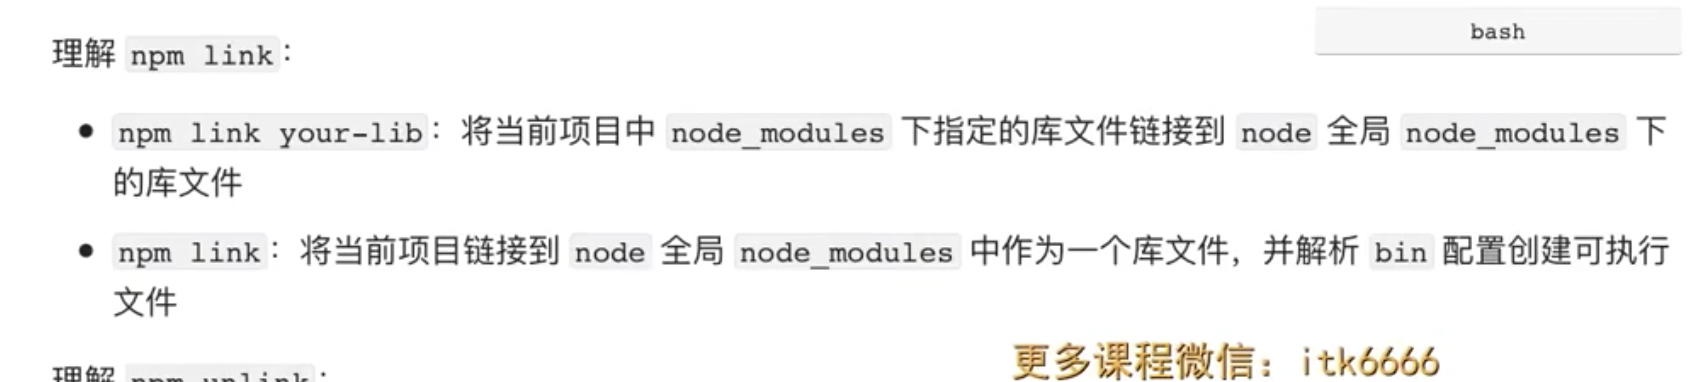 bash
理解 npm link：
npm link your-lib：将当前项目中 node_modules 下指定的库文件链接到 node 全局 node_modules 下
的库文件
npm link：将当前项目链接到 node 全局 node_modules 中作为一个库文件，并解析 bin 配置创建可执行
文件
更多课程微信：itk6666
理解 npm unlink：